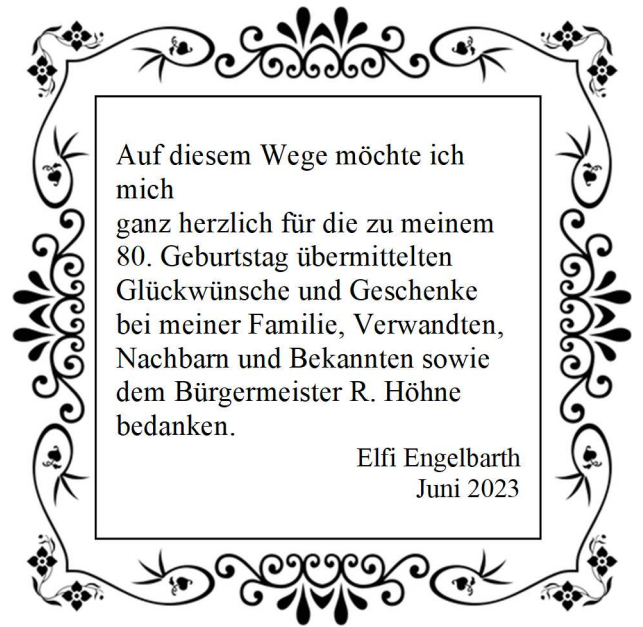 Auf diesem Wege möchte ich
mich
ganz herzlich für die zu meinem
80. Geburtstag übermittelten
Glückwünsche und Geschenke
bei meiner Familie, Verwandten,
Nachbarn und Bekannten sowie
dem Bürgermeister R. Höhne
bedanken.
Elfi Engelbarth
Juni 2023